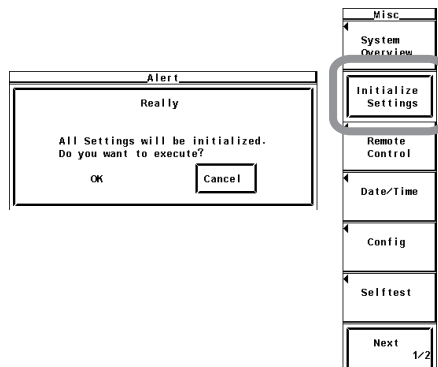 Alert
Really
All Settings will be initialized.
Do you want to execute?
OK
Cancel
Misc
System
Overview
Initialize
Settings
Remote
Control
Date/Time
Config
Selftest
Next
1/2